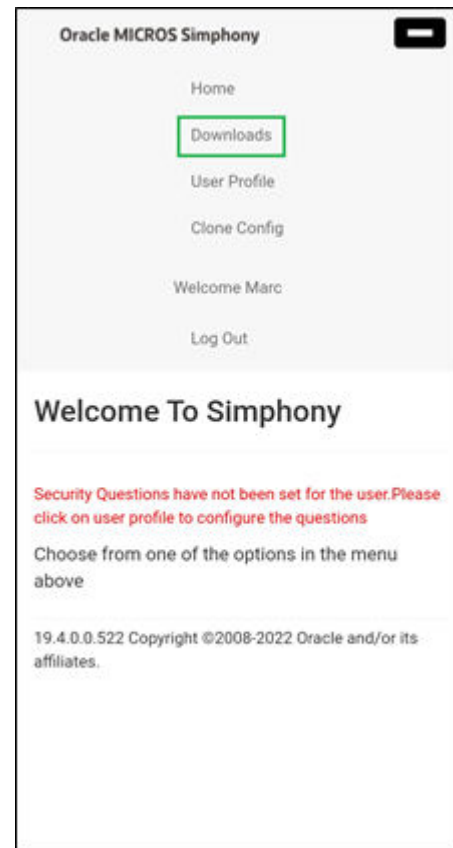 Oracle MICROS Simphony
Home
Downloads
User Profile
Clone Config
Welcome Marc
Log Out
Welcome To Simphony
Security Questions have not been set for the user.Please
click on user profile to configure the questions
Choose from one of the options in the menu
above
19.4.0.0.522 Copyright ©2008-2022 Oracle and/or its
affiliates.